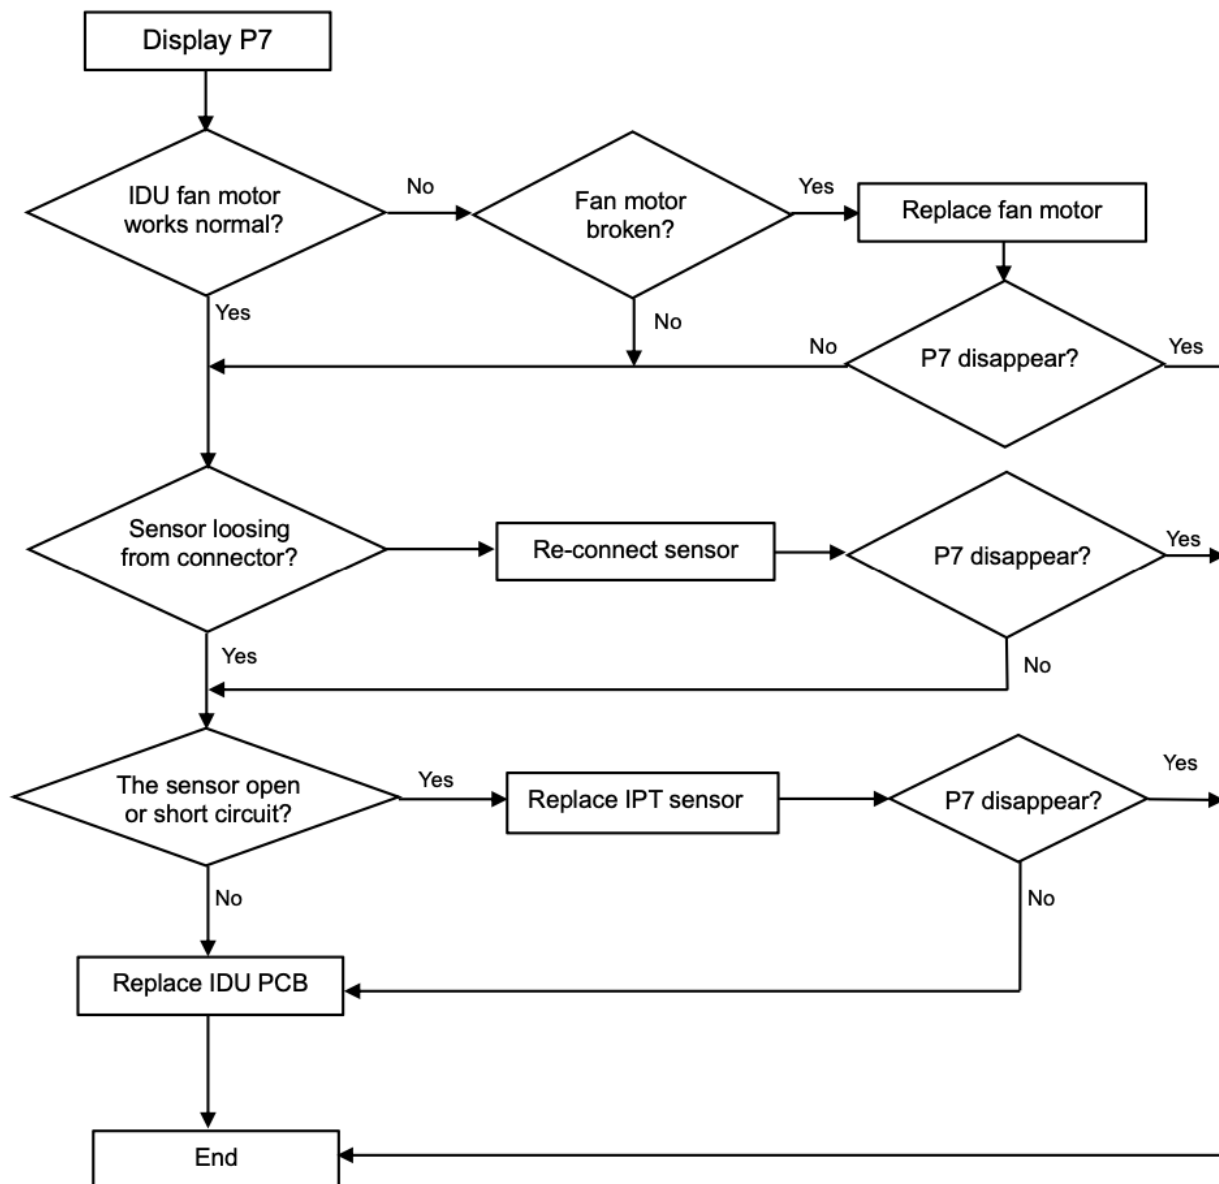 Display P7
IDU fan motor
works normal?
No
Fan motor
broken?
Yes
Replace fan motor
Yes
No
No
P7 disappear?
Yes
Sensor loosing
from connector?
Re-connect sensor
P7 disappear?
Yes
Yes
No
The sensor open
or short circuit?
Yes
Replace IPT sensor
P7 disappear?
Yes
No
No
Replace IDU PCB
End